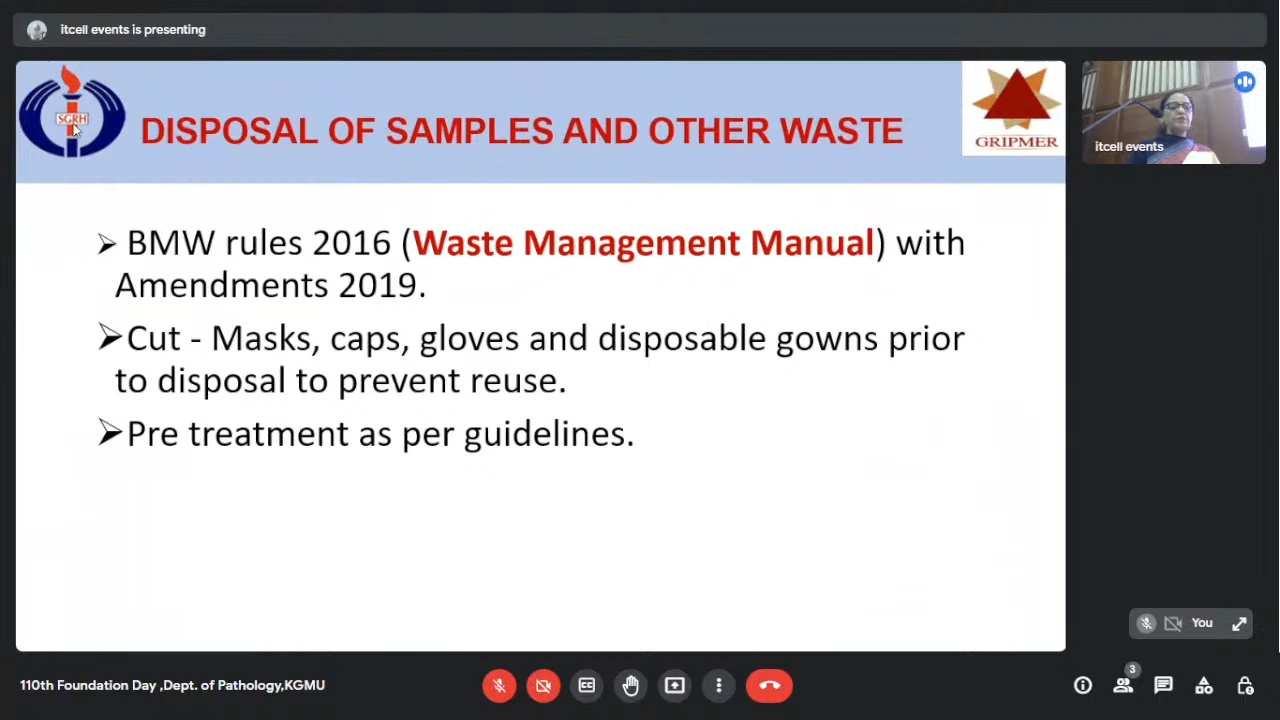 itcell events is presenting
SGRH
DISPOSAL OF SAMPLES AND OTHER WASTE
GRIPMER
itcell events
➢ BMW rules 2016 (Waste Management Manual) with
Amendments 2019.
➢Cut - Masks, caps, gloves and disposable gowns prior
to disposal to prevent reuse.
➢Pre treatment as per guidelines.
You
3
110th Foundation Day ,Dept. of Pathology,KGMU